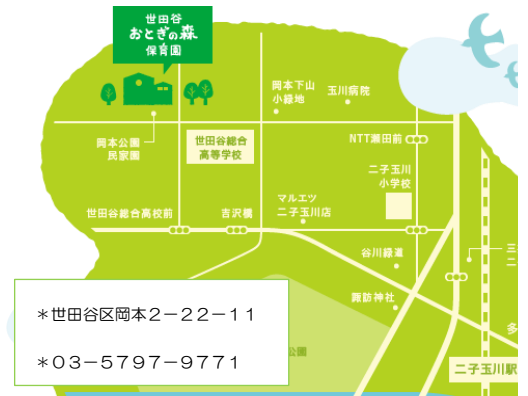 世田谷
おとぎの森
保育園
岡本下山
小緑地
玉川病院
岡本公園
民家園
世田谷総合
高等学校
NTT瀬田前
二子玉川
小学校
マルエツ
二子玉川店
世田谷総合高校前
吉沢橋
谷川緑道
三
二
諏訪神社
*世田谷区岡本2-22-11
*03-5797-9771
公園
多
二子玉川駅